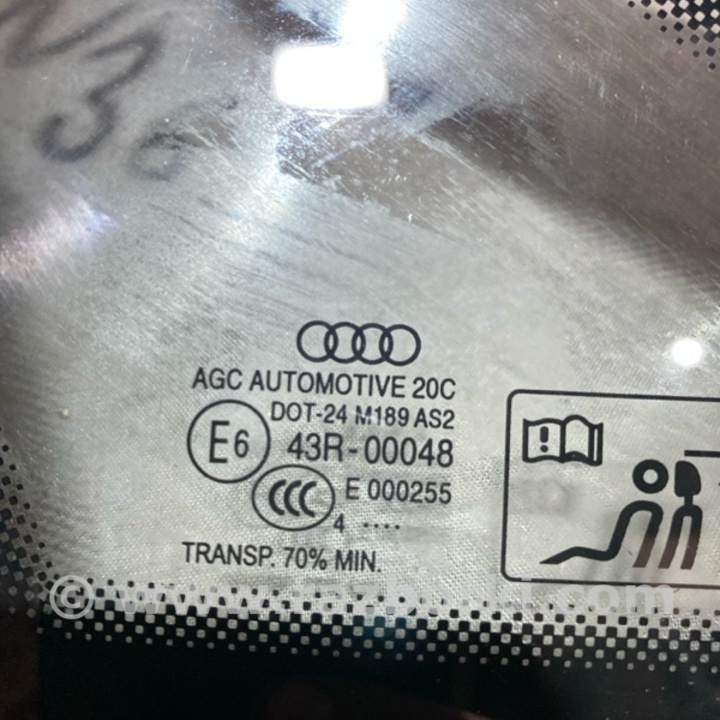 AGC AUTOMOTIVE 20C
DOT-24 M189 AS2
E6
43R-00048
CCC
E 000255
4 ....
TRANSP. 70% MIN.